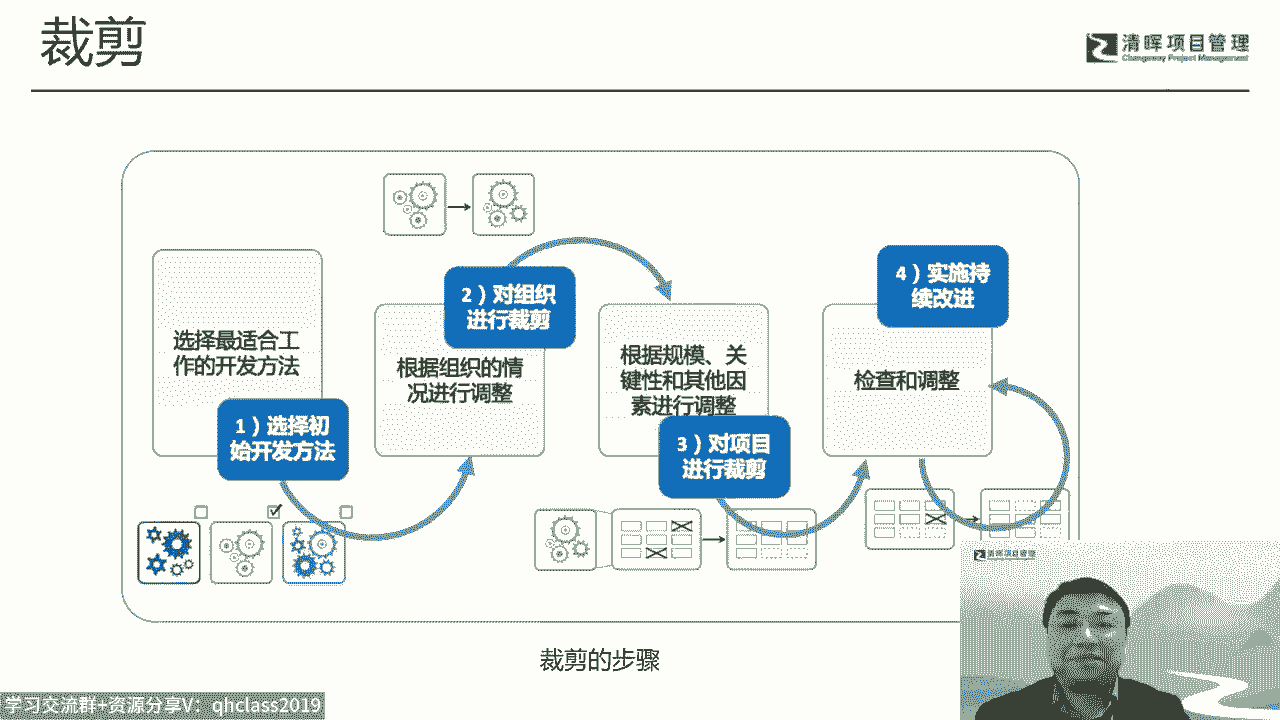 裁剪
清晖项目管理
Changeway Project Management
选择最适合工
作的开发方法
1）选择初
始开发方法
2）对组织
进行裁剪
根据组织的情
况进行调整
根据规模、关
键性和其他因
素进行调整
3）对项目
进行裁剪
4）实施持
续改进
检查和调整
裁剪的步骤
清晖项目管理
学习交流群+资源分享V：qhclass2019